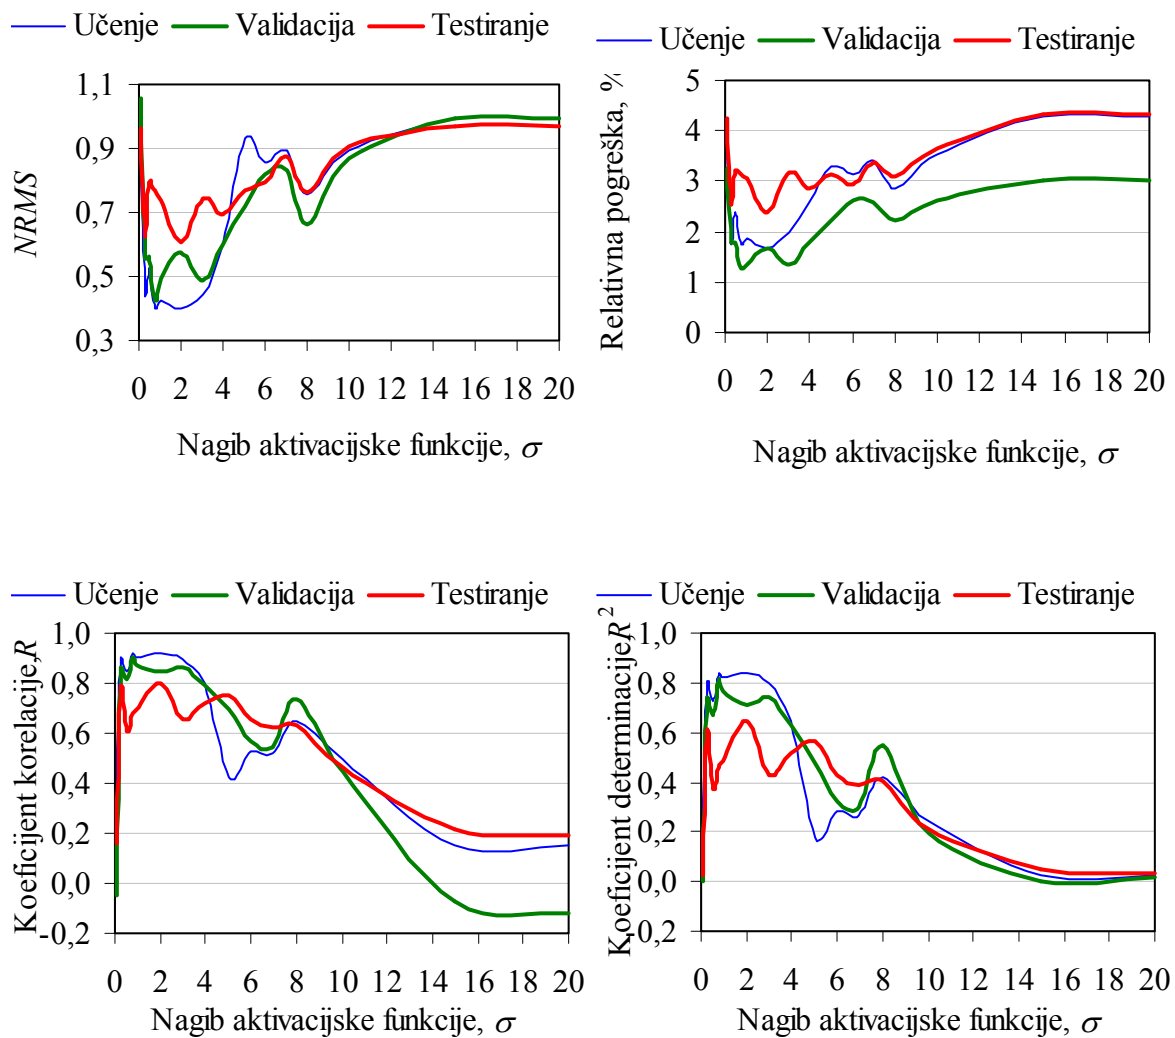 Učenje Validacija Testiranje
NRMS
1,1
0,9
0,7
0,5
0,3
0 2 4 6 8 10 12 14 16 18 20
Nagib aktivacijske funkcije, σ
Učenje Validacija Testiranje
Relativna pogreška, %
5
4
3
2
1
0
0 2 4 6 8 10 12 14 16 18 20
Nagib aktivacijske funkcije, σ
Učenje Validacija Testiranje
Koeficijent korelacije,R
1,0
0,8
0,6
0,4
0,2
0,0
-0,2
0 2 4 6 8 10 12 14 16 18 20
Nagib aktivacijske funkcije, σ
Učenje Validacija Testiranje
Koeficijent determinacijeR²
1,0
0,8
0,6
0,4
0,2
0,0
-0,2
0 2 4 6 8 10 12 14 16 18 20
Nagib aktivacijske funkcije, σ